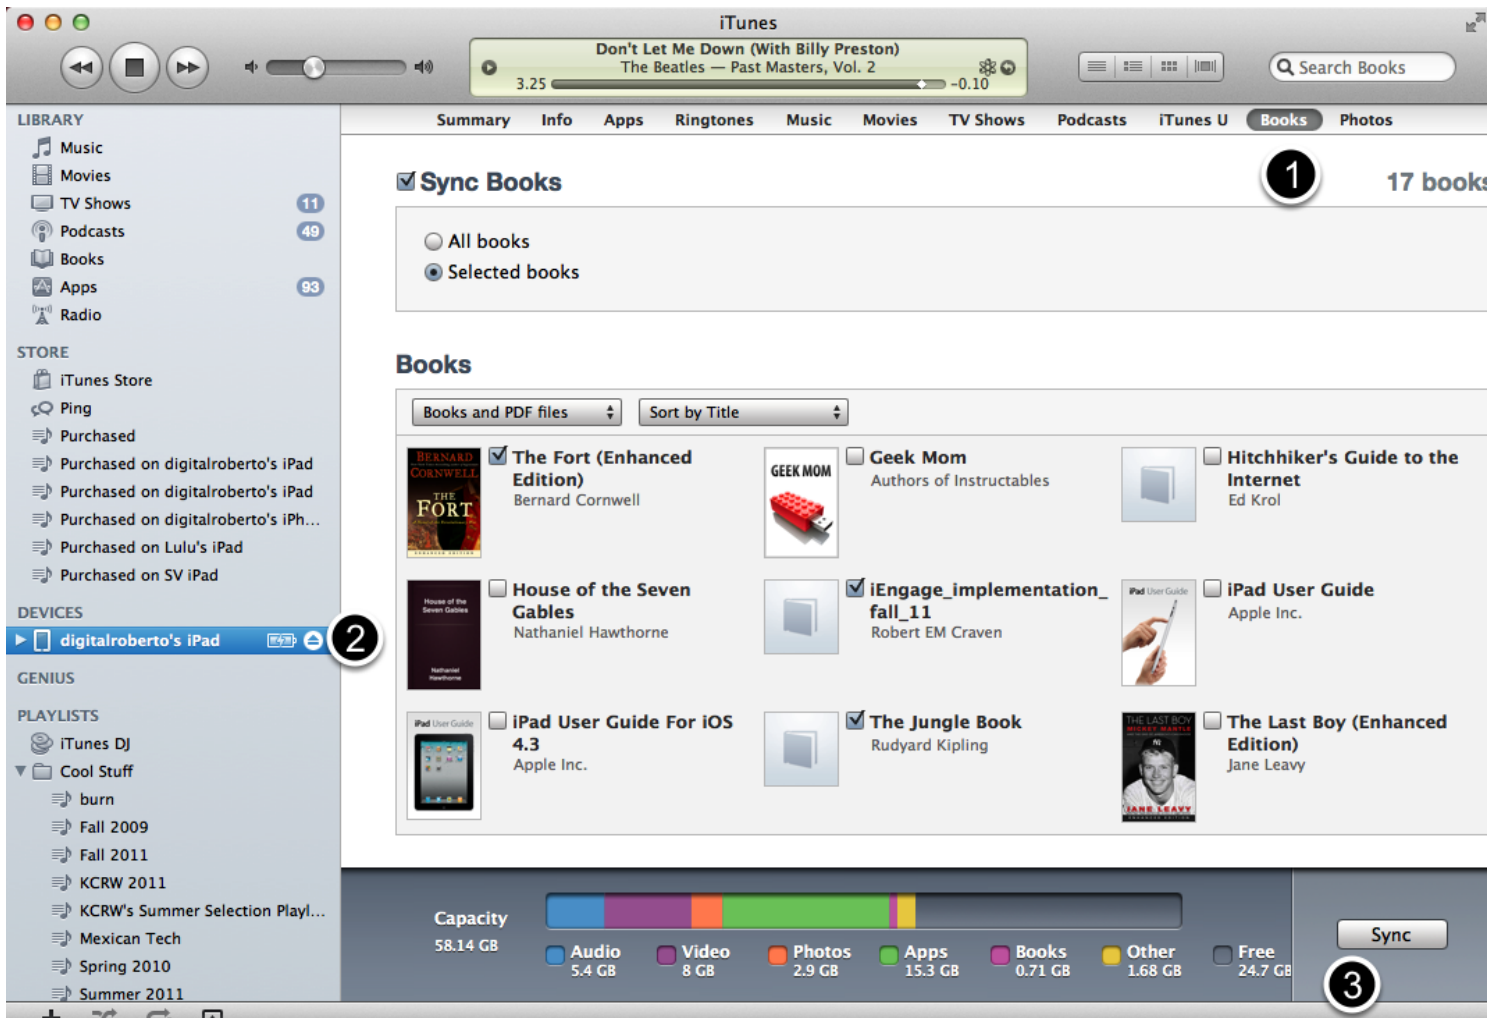 iTunes
Don't Let Me Down (With Billy Preston)
The Beatles — Past Masters, Vol. 2
3.25
-0.10
Search Books
LIBRARY
Music
Movies
TV Shows 11
Podcasts 49
Books
Apps 93
Radio
STORE
iTunes Store
Ping
Purchased
Purchased on digitalroberto's iPad
Purchased on digitalroberto's iPad
Purchased on digitalroberto's iPh...
Purchased on Lulu's iPad
Purchased on SV iPad
DEVICES
digitalroberto's iPad
2
GENIUS
PLAYLISTS
iTunes DJ
Cool Stuff
burn
Fall 2009
Fall 2011
KCRW 2011
KCRW's Summer Selection Playl...
Mexican Tech
Spring 2010
Summer 2011
Summary Info Apps Ringtones Music Movies TV Shows Podcasts iTunes U Books Photos
1
Sync Books
17 books
All books
Selected books
Books
Books and PDF files
Sort by Title
BERNARD
CORNWELL
THE
FORT
The Fort (Enhanced
Edition)
Bernard Cornwell
GEEK MOM
Geek Mom
Authors of Instructables
Hitchhiker's Guide to the
Internet
Ed Krol
House of the
Seven Gables
Nathaniel
Hawthorne
House of the Seven
Gables
Nathaniel Hawthorne
iEngage_implementation_
fall_11
Robert EM Craven
iPad User Guide
iPad User Guide
Apple Inc.
iPad User Guide
iPad User Guide For iOS
4.3
Apple Inc.
The Jungle Book
Rudyard Kipling
THE LAST BOY
MICKEY MANTLE
JANE LEAVY
The Last Boy (Enhanced
Edition)
Jane Leavy
Capacity
58.14 GB
Audio
5.4 GB
Video
8 GB
Photos
2.9 GB
Apps
15.3 GB
Books
0.71 GB
Other
1.68 GB
Free
24.7 GB
Sync
3